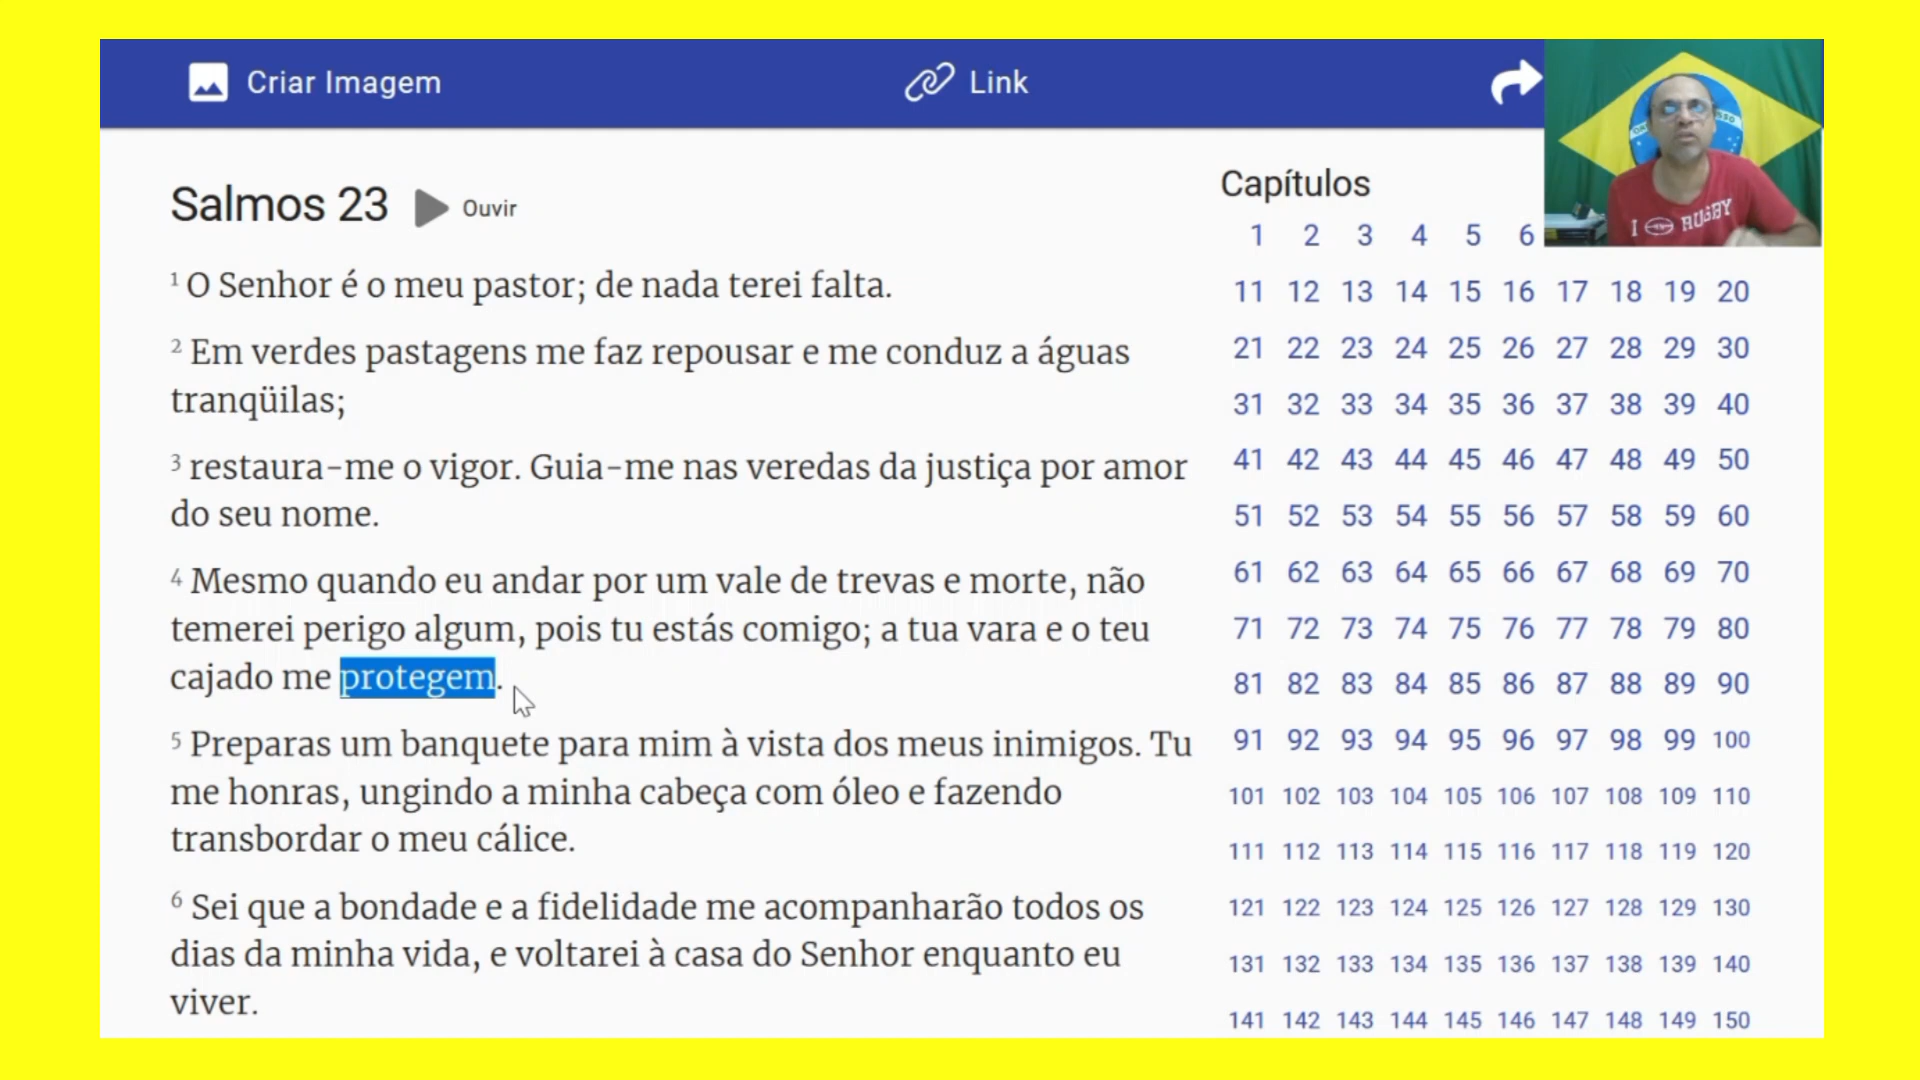 Criar Imagem
Link
Salmos 23
Ouvir
1 O Senhor é o meu pastor; de nada terei falta.
2 Em verdes pastagens me faz repousar e me conduz a águas
tranqüilas;
3 restaura-me o vigor. Guia-me nas veredas da justiça por amor
do seu nome.
4 Mesmo quando eu andar por um vale de trevas e morte, não
temerei perigo algum, pois tu estás comigo; a tua vara e o teu
cajado me protegem.
5 Preparas um banquete para mim à vista dos meus inimigos. Tu
me honras, ungindo a minha cabeça com óleo e fazendo
transbordar o meu cálice.
6 Sei que a bondade e a fidelidade me acompanharão todos os
dias da minha vida, e voltarei à casa do Senhor enquanto eu
viver.
Capítulos
1 2 3 4 5 6
11 12 13 14 15 16 17 18 19 20
21 22 23 24 25 26 27 28 29 30
31 32 33 34 35 36 37 38 39 40
41 42 43 44 45 46 47 48 49 50
51 52 53 54 55 56 57 58 59 60
61 62 63 64 65 66 67 68 69 70
71 72 73 74 75 76 77 78 79 80
81 82 83 84 85 86 87 88 89 90
91 92 93 94 95 96 97 98 99 100
101 102 103 104 105 106 107 108 109 110
111 112 113 114 115 116 117 118 119 120
121 122 123 124 125 126 127 128 129 130
131 132 133 134 135 136 137 138 139 140
141 142 143 144 145 146 147 148 149 150
I RUGBY